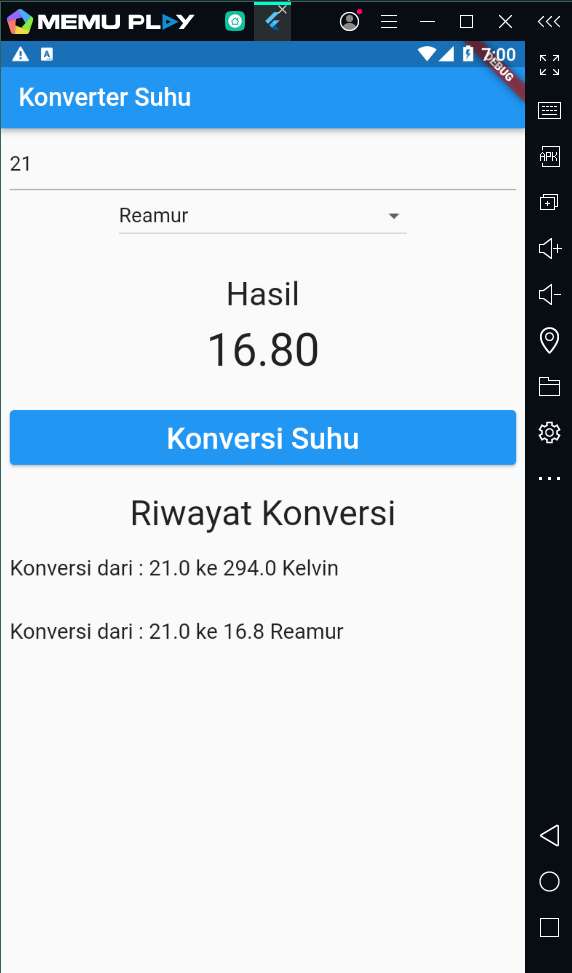 MEMU PLAY
7:00
DEBUG
Konverter Suhu
21
Reamur
Hasil
16.80
Konversi Suhu
Riwayat Konversi
Konversi dari : 21.0 ke 294.0 Kelvin
Konversi dari : 21.0 ke 16.8 Reamur
A
APK